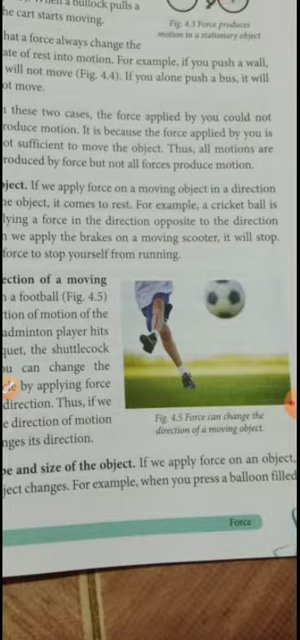 a bullock pulls a
he cart starts moving.
Fig. 4.3 Force produces
motion in a stationary object
hat a force always change the
ate of rest into motion. For example, if you push a wall,
will not move (Fig. 4.4). If you alone push a bus, it will
ot move.
these two cases, the force applied by you could not
roduce motion. It is because the force applied by you is
ot sufficient to move the object. Thus, all motions are
roduced by force but not all forces produce motion.
ject. If we apply force on a moving object in a direction
he object, it comes to rest. For example, a cricket ball is
lying a force in the direction opposite to the direction
we apply the brakes on a moving scooter, it will stop.
force to stop yourself from running.
ection of a moving
a football (Fig. 4.5)
tion of motion of the
adminton player hits
quet, the shuttlecock
ou can change the
by applying force
direction. Thus, if we
e direction of motion
nges its direction.
Fig. 4.5 Force can change the
direction of a moving object.
pe and size of the object. If we apply force on an object,
ject changes. For example, when you press a balloon filled
Force